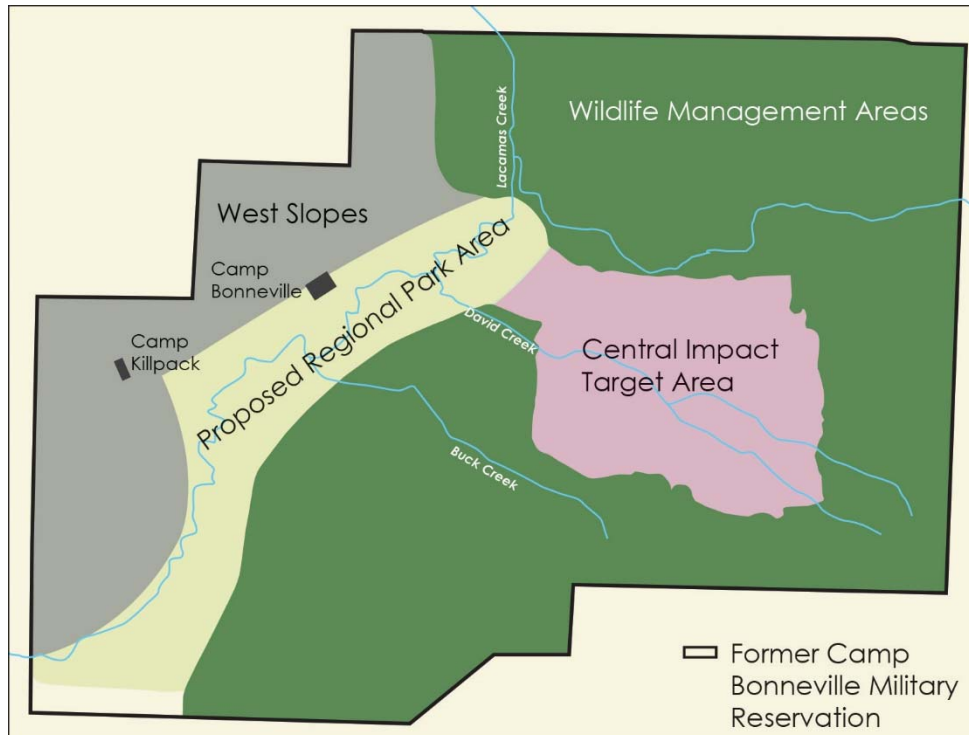 Lacamas Creek
Wildlife Management Areas
West Slopes
Camp
Bonneville
Proposed Regional Park Area
Camp
Killpack
David Creek
Central Impact
Target Area
Buck Creek
Former Camp
Bonneville Military
Reservation